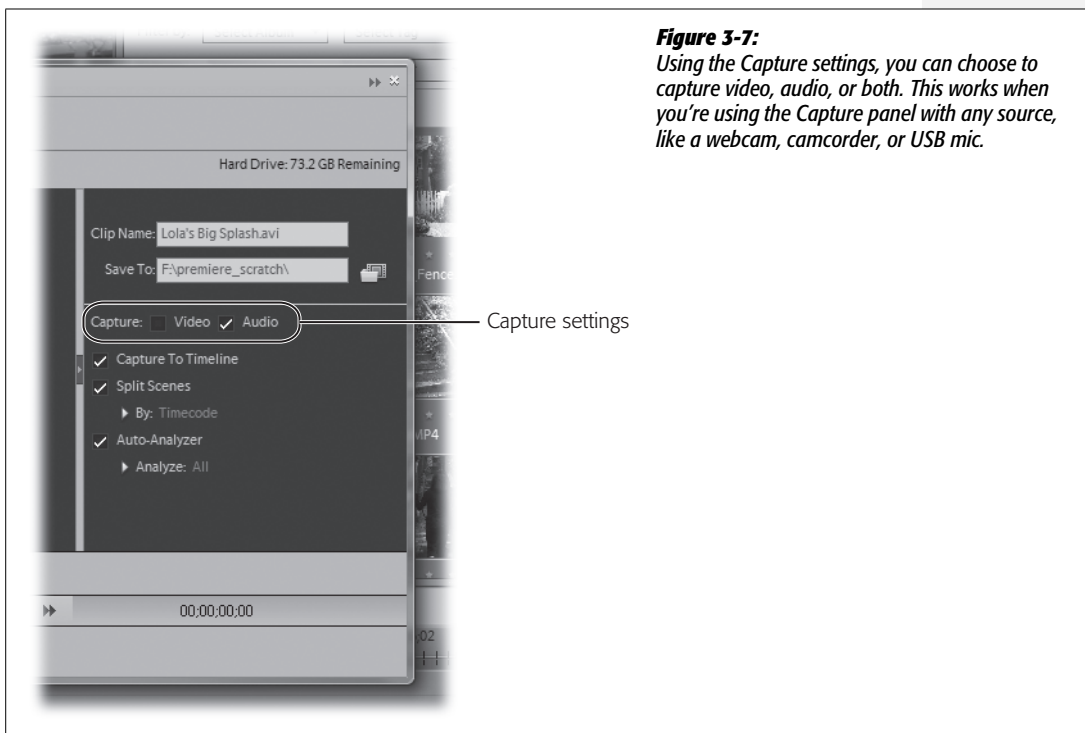 Figure 3-7:
Using the Capture settings, you can choose to
capture video, audio, or both. This works when
you're using the Capture panel with any source,
like a webcam, camcorder, or USB mic.
Hard Drive: 73.2 GB Remaining
Clip Name: Lola's Big Splash.avi
Save To: F:\premiere_scratch\
Fence
Capture: Video Audio
Capture settings
Capture To Timeline
Split Scenes
By: Timecode
MP4
Auto-Analyzer
Analyze: All
00;00;00;00
;02